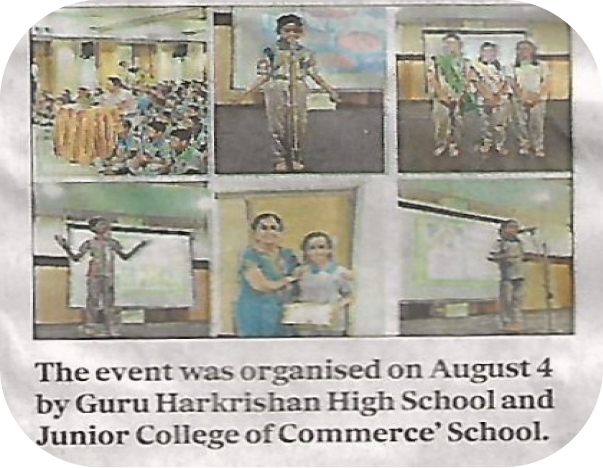 The event was organised on August 4
by Guru Harkrishan High School and
Junior College of Commerce’ School.